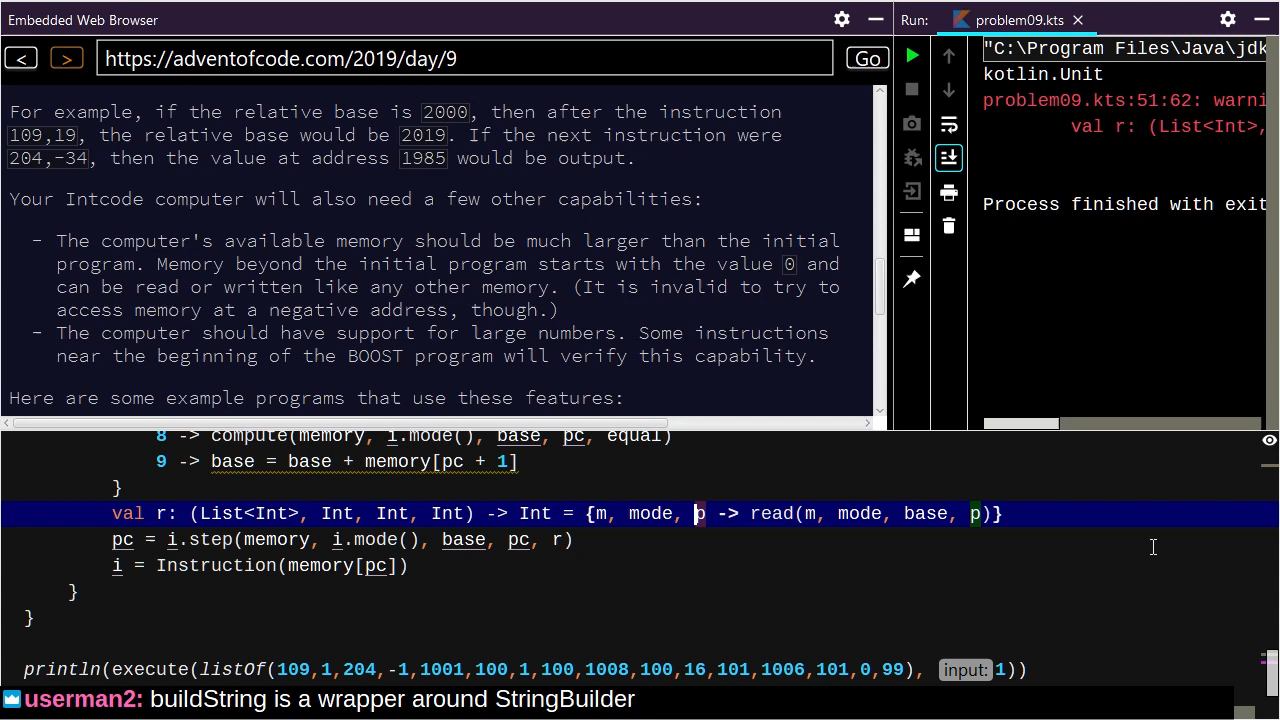 Embedded Web Browser
Run: problem09.kts
< > https://adventofcode.com/2019/day/9 Go
For example, if the relative base is 2000, then after the instruction
109,19, the relative base would be 2019. If the next instruction were
204,-34, then the value at address 1985 would be output.
Your Intcode computer will also need a few other capabilities:
- The computer's available memory should be much larger than the initial
program. Memory beyond the initial program starts with the value 0 and
can be read or written like any other memory. (It is invalid to try to
access memory at a negative address, though.)
- The computer should have support for large numbers. Some instructions
near the beginning of the BOOST program will verify this capability.
Here are some example programs that use these features:
"C:\Program Files\Java\jdk
kotlin.Unit
problem09.kts:51:62: warni
val r: (List<Int>,
Process finished with exit
8 -> compute(memory, i.mode(), base, pc, equal)
9 -> base = base + memory[pc + 1]
}
val r: (List<Int>, Int, Int, Int) -> Int = {m, mode, p -> read(m, mode, base, p)}
pc = i.step(memory, i.mode(), base, pc, r)
i = Instruction(memory[pc])
}
}
println(execute(listOf(109,1,204,-1,1001,100,1,100,1008,100,16,101,1006,101,0,99), input: 1))
userman2: buildString is a wrapper around StringBuilder